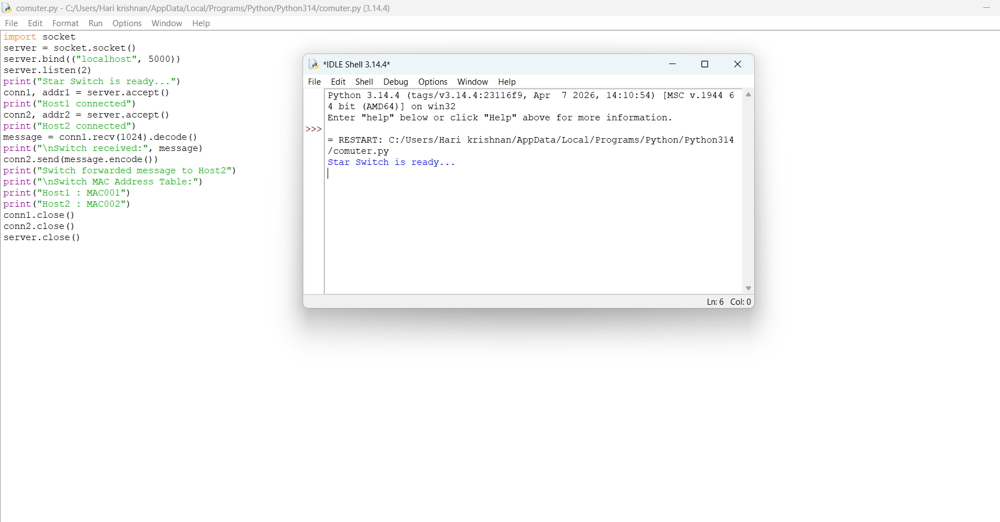 comuter.py - C:/Users/Hari krishnan/AppData/Local/Programs/Python/Python314/comuter.py (3.14.4)
File Edit Format Run Options Window Help
import socket
server = socket.socket()
server.bind(("localhost", 5000))
server.listen(2)
print("Star Switch is ready...")
conn1, addr1 = server.accept()
print("Host1 connected")
conn2, addr2 = server.accept()
print("Host2 connected")
message = conn1.recv(1024).decode()
print("\nSwitch received:", message)
conn2.send(message.encode())
print("Switch forwarded message to Host2")
print("\nSwitch MAC Address Table:")
print("Host1 : MAC001")
print("Host2 : MAC002")
conn1.close()
conn2.close()
server.close()
*IDLE Shell 3.14.4*
File Edit Shell Debug Options Window Help
Python 3.14.4 (tags/v3.14.4:23116f9, Apr  7 2026, 14:10:54) [MSC v.1944 6
4 bit (AMD64)] on win32
Enter "help" below or click "Help" above for more information.
>>>
= RESTART: C:/Users/Hari krishnan/AppData/Local/Programs/Python/Python314
/comuter.py
Star Switch is ready...
Ln: 6 Col: 0